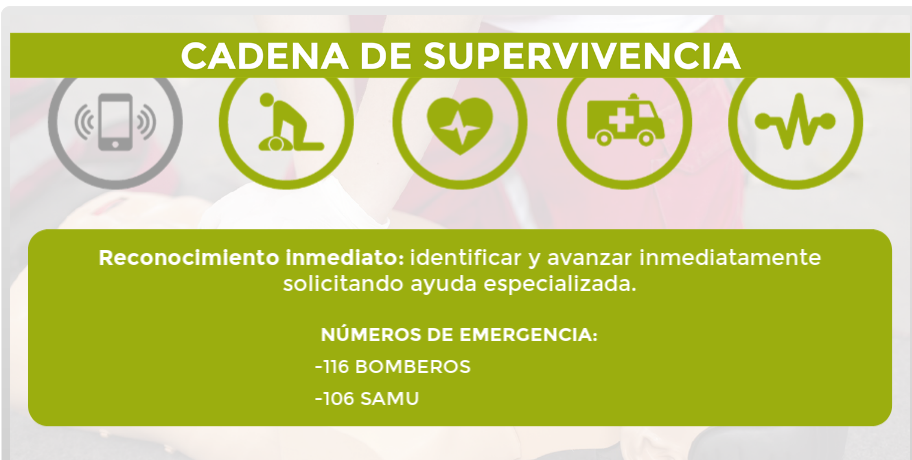 CADENA DE SUPERVIVENCIA
Reconocimiento inmediato: identificar y avanzar inmediatamente
solicitando ayuda especializada.
NÚMEROS DE EMERGENCIA:
-116 BOMBEROS
-106 SAMU